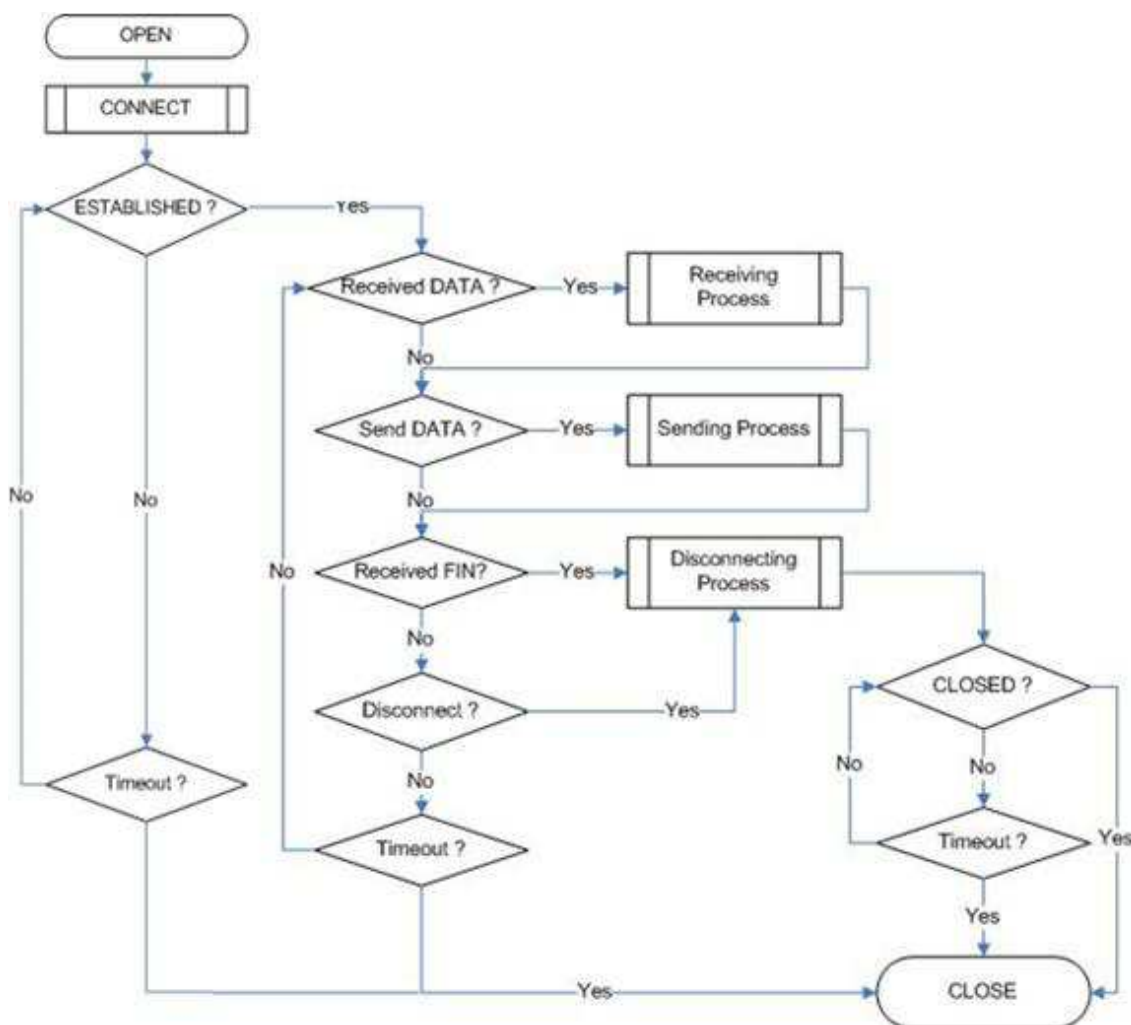 OPEN
CONNECT
ESTABLISHED ?
Yes
Received DATA ?
Yes
Receiving
Process
No
Send DATA ?
Yes
Sending Process
No
No
No
Received FIN?
Yes
Disconnecting
Process
No
No
Disconnect ?
Yes
CLOSED ?
Timeout ?
No
No
No
Timeout ?
Timeout ?
Yes
Yes
Yes
CLOSE